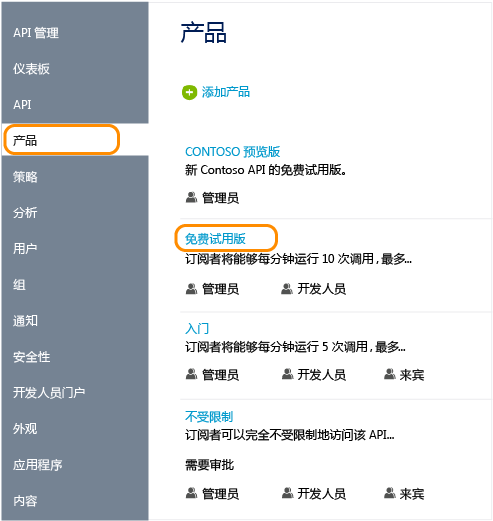 API 管理
仪表板
API
产品
策略
分析
用户
组
通知
安全性
开发人员门户
外观
应用程序
内容
产品
添加产品
CONTOSO 预览版
新 Contoso API 的免费试用版。
管理员
免费试用版
订阅者将能够每分钟运行 10 次调用,最多...
管理员 开发人员
入门
订阅者将能够每分钟运行 5 次调用,最多...
管理员 开发人员 来宾
不受限制
订阅者可以完全不受限制地访问该 API...
需要审批
管理员 开发人员 来宾